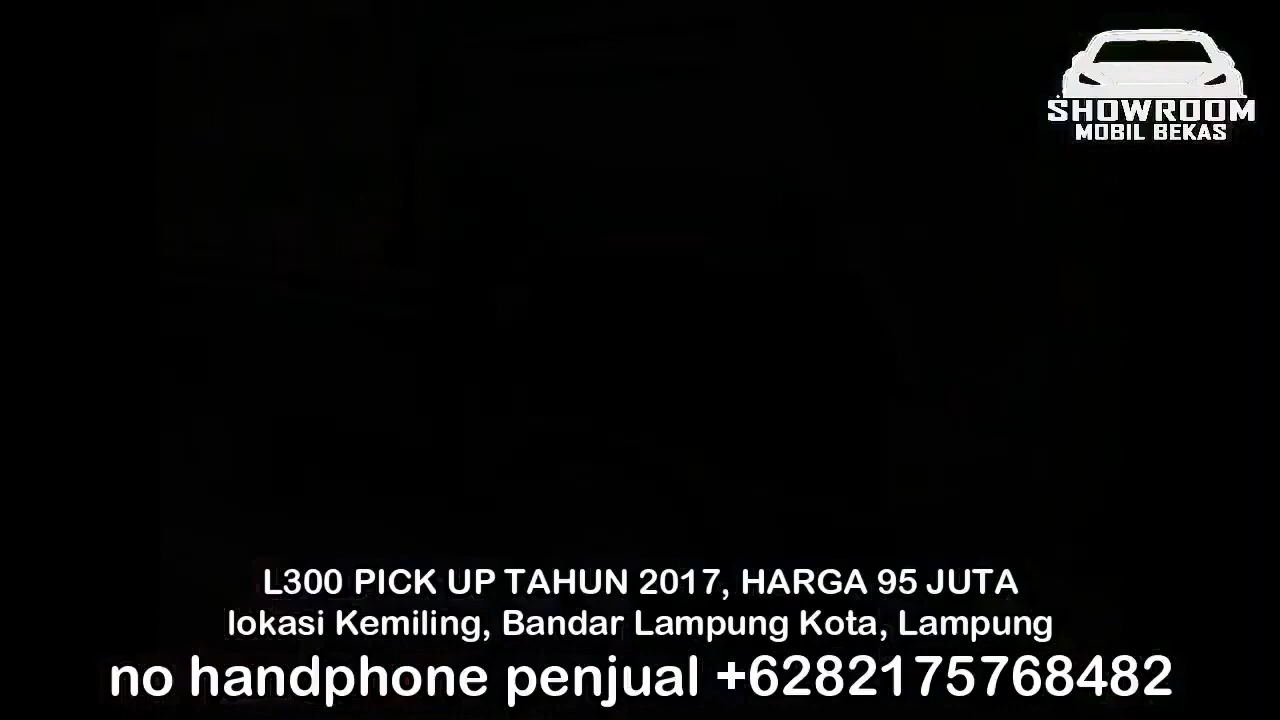 SHOWROOM
MOBIL BEKAS
L300 PICK UP TAHUN 2017, HARGA 95 JUTA
lokasi Kemiling, Bandar Lampung Kota, Lampung
no handphone penjual +6282175768482